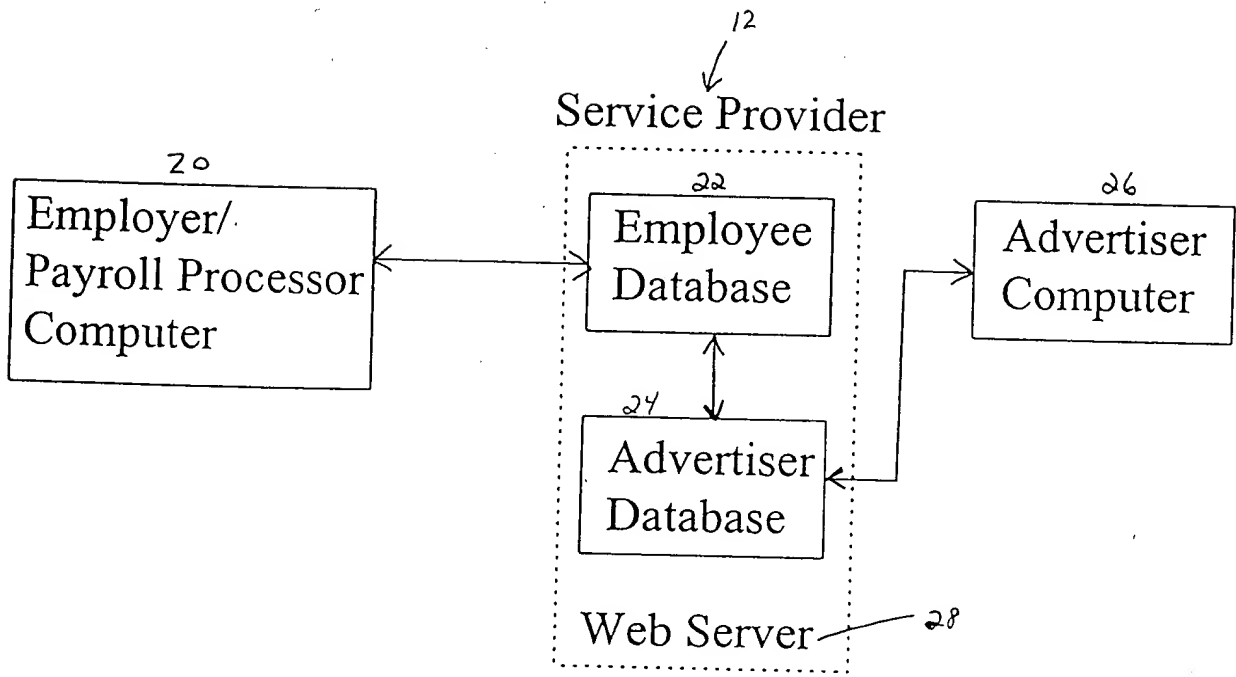 12
Service Provider
20
Employer/
Payroll Processor
Computer
22
Employee
Database
26
Advertiser
Computer
24
Advertiser
Database
Web Server
28